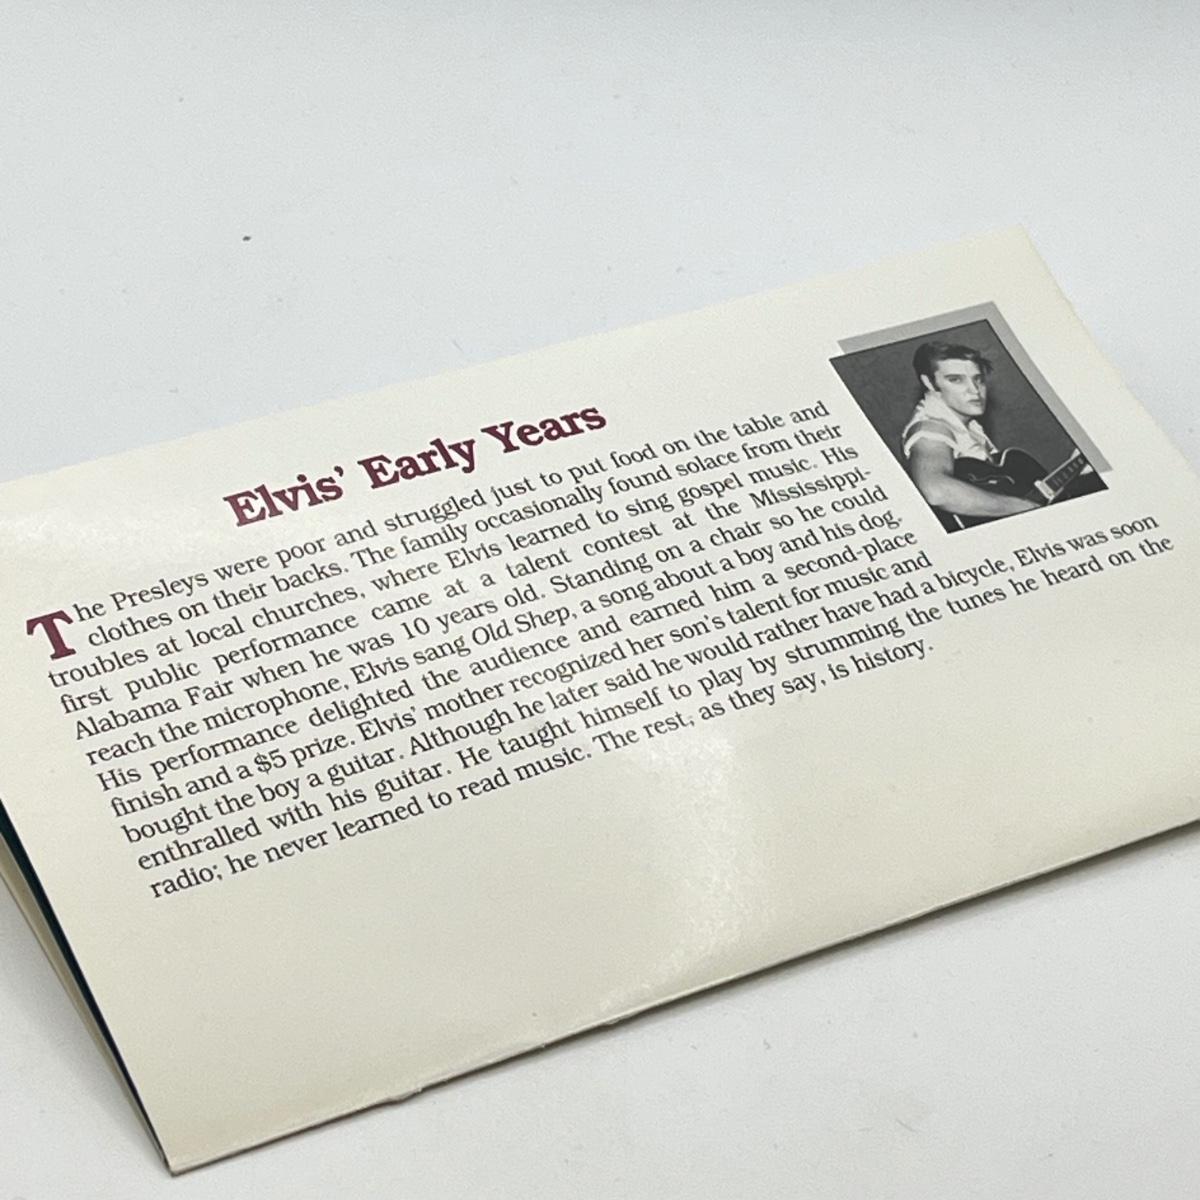 Elvis' Early Years
The Presleys were poor and struggled just to put food on the table and
clothes on their backs. The family occasionally found solace from their
troubles at local churches, where Elvis learned to sing gospel music. His
first public performance came at a talent contest at the Mississippi-
Alabama Fair when he was 10 years old. Standing on a chair so he could
reach the microphone, Elvis sang Old Shep, a song about a boy and his dog.
His performance delighted the audience and earned him a second-place
finish and a $5 prize. Elvis' mother recognized her son's talent for music and
bought the boy a guitar. Although he later said he would rather have had a bicycle, Elvis was soon
enthralled with his guitar. He taught himself to play by strumming the tunes he heard on the
radio; he never learned to read music. The rest, as they say, is history.